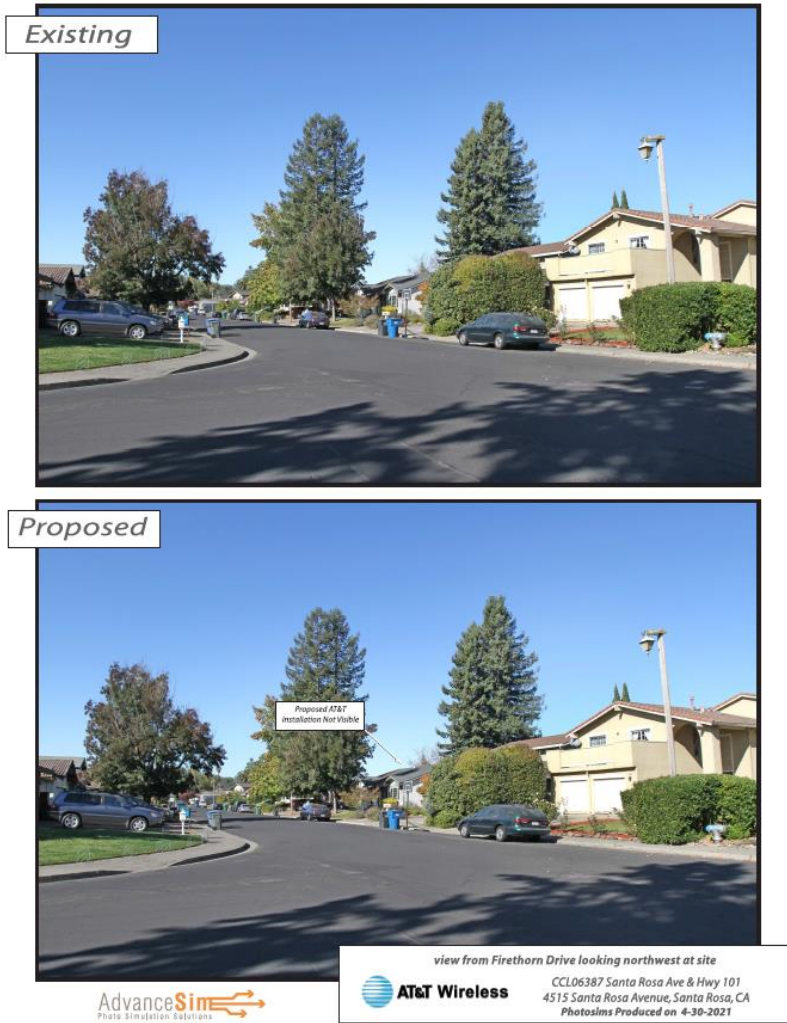 Existing
Proposed
Proposed AT&T
Installation Not Visible
view from Firethorn Drive looking northwest at site
AT&T Wireless
CCL06387 Santa Rosa Ave & Hwy 101
4515 Santa Rosa Avenue, Santa Rosa, CA
Photosims Produced on 4-30-2021
AdvanceSim
Photo Simulation Solutions